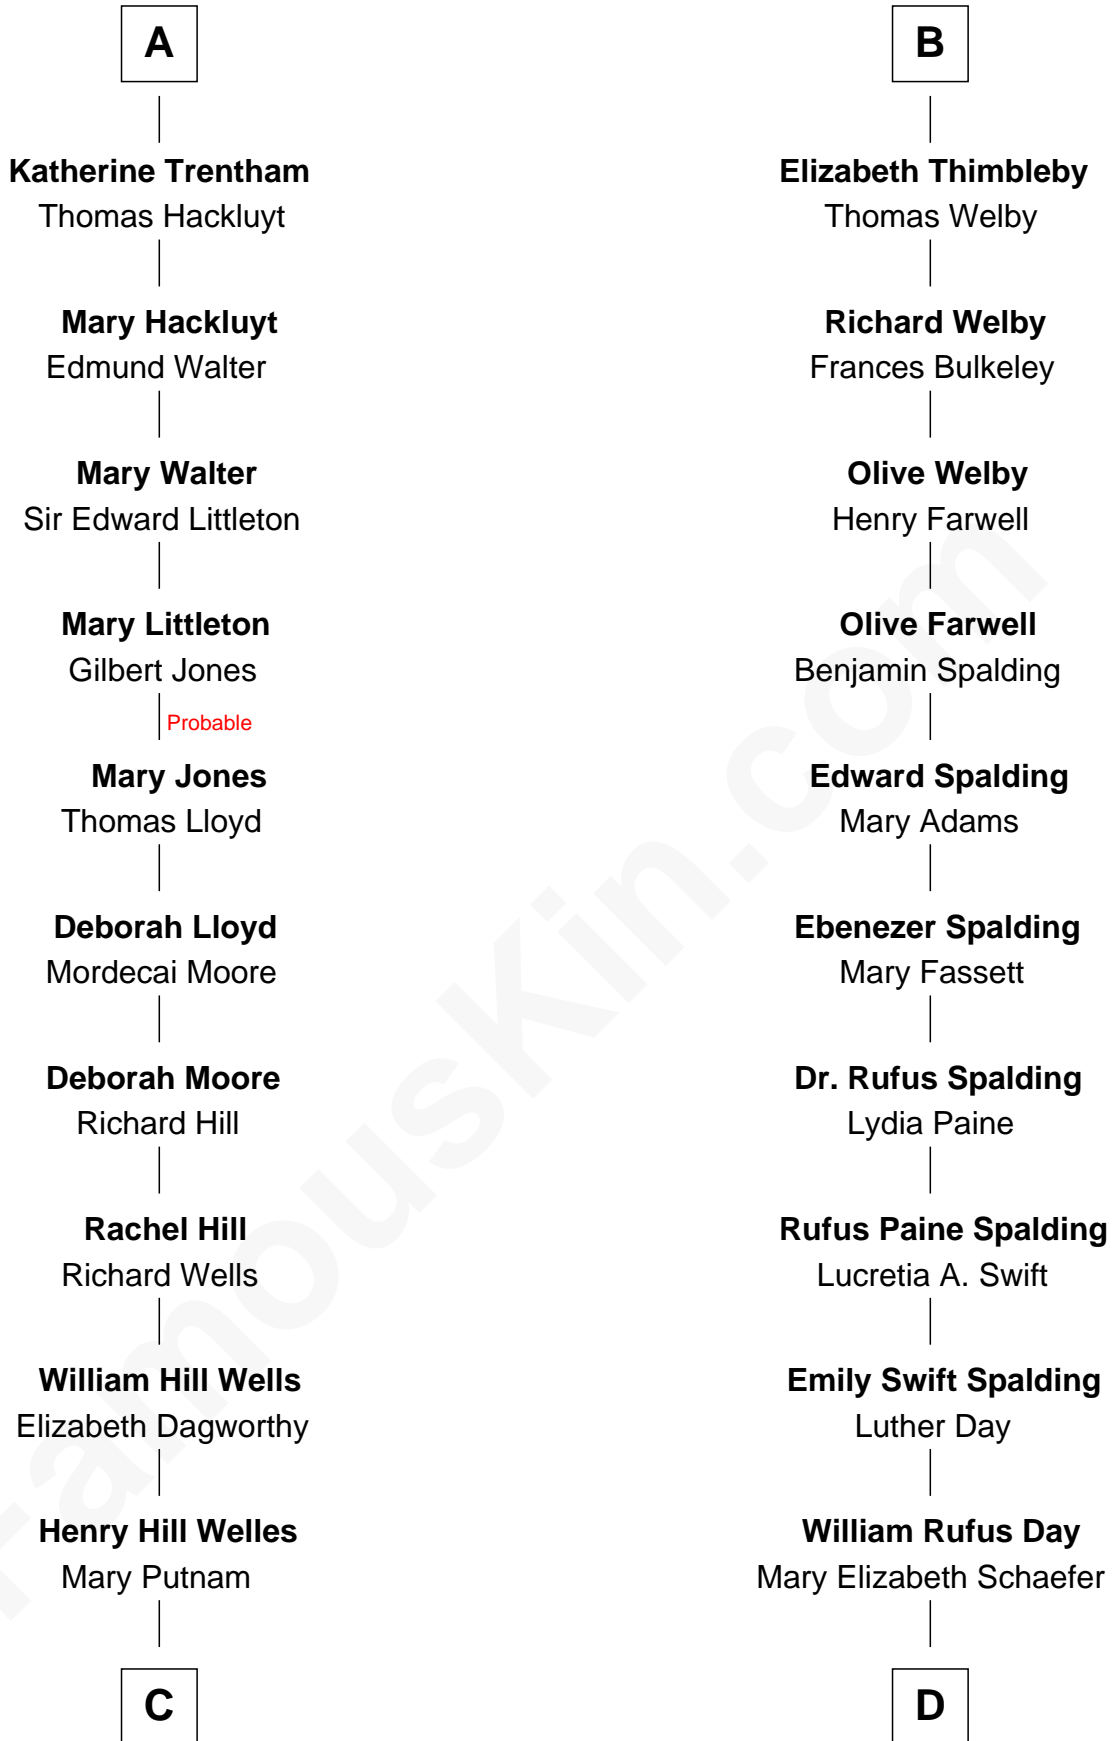 A
Katherine Trentham
Thomas Hackluyt
Mary Hackluyt
Edmund Walter
Mary Walter
Sir Edward Littleton
Mary Littleton
Gilbert Jones
Probable
Mary Jones
Thomas Lloyd
Deborah Lloyd
Mordecai Moore
Deborah Moore
Richard Hill
Rachel Hill
Richard Wells
William Hill Wells
Elizabeth Dagworthy
Henry Hill Welles
Mary Putnam
C
B
Elizabeth Thimbleby
Thomas Welby
Richard Welby
Frances Bulkeley
Olive Welby
Henry Farwell
Olive Farwell
Benjamin Spalding
Edward Spalding
Mary Adams
Ebenezer Spalding
Mary Fassett
Dr. Rufus Spalding
Lydia Paine
Rufus Paine Spalding
Lucretia A. Swift
Emily Swift Spalding
Luther Day
William Rufus Day
Mary Elizabeth Schaefer
D
FamousKin.com